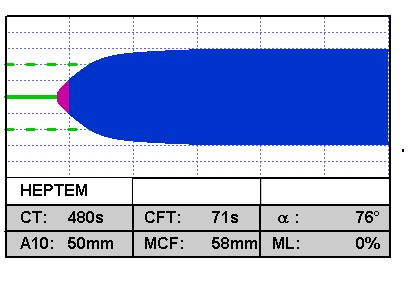 HEPTEM
CT: 480s CFT: 71s α : 76°
A10: 50mm MCF: 58mm ML: 0%